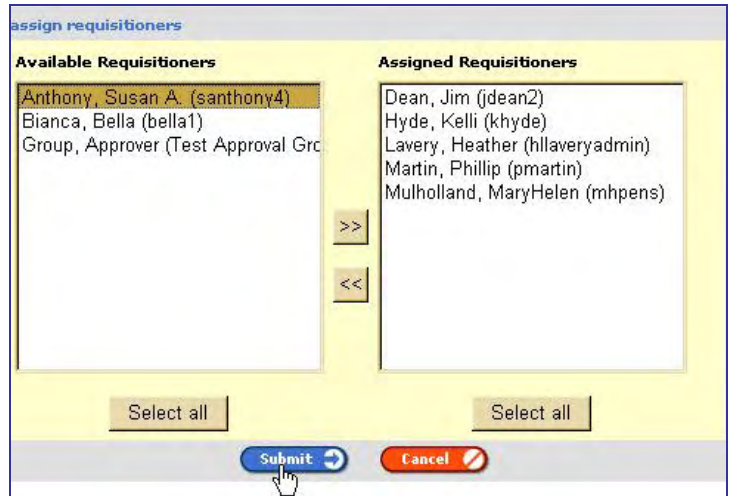 assign requisitioners
Available Requisitioners
Anthony, Susan A. (santhony4)
Bianca, Bella (bella1)
Group, Approver (Test Approval Grc
Select all
>>
<<
Assigned Requisitioners
Dean, Jim (jdean2)
Hyde, Kelli (khyde)
Lavery, Heather (hllaveryadmin)
Martin, Phillip (pmartin)
Mulholland, MaryHelen (mhpens)
Select all
Submit
Cancel